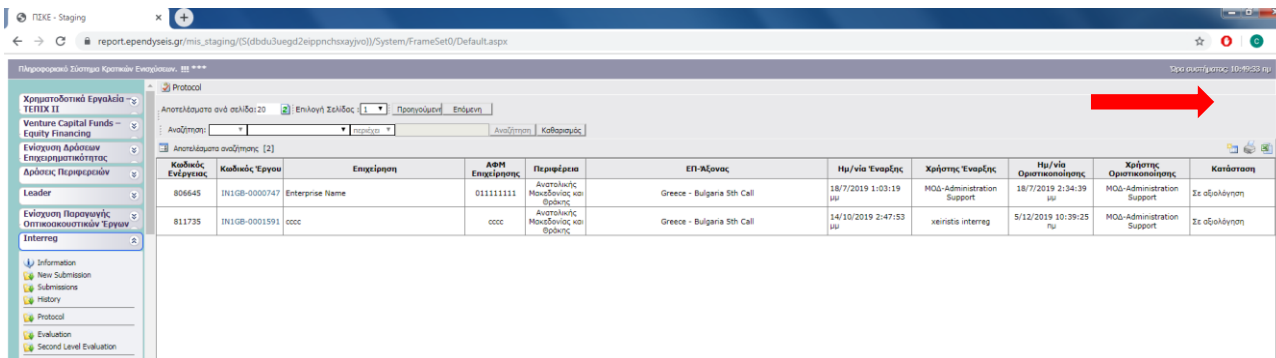 ΠΣΚΕ - Staging
report.ependyseis.gr/mis_staging/(S(dbdu3uegd2eippnchsxayjvo))/System/FrameSet0/Default.aspx
Πληροφοριακό Σύστημα Κρατικών Ενισχύσεων. !!! ***
Ώρα συστήματος: 10:49:33 πμ
Χρηματοδοτικά Εργαλεία –
ΤΕΠΙΧ ΙΙ
Venture Capital Funds –
Equity Financing
Ενίσχυση Δράσεων
Επιχειρηματικότητας
Δράσεις Περιφερειών
Leader
Ενίσχυση Παραγωγής
Οπτικοακουστικών Έργων
Interreg
Information
New Submission
Submissions
History
Protocol
Evaluation
Second Level Evaluation
Protocol
Αποτελέσματα ανά σελίδα: 20 Επιλογή Σελίδας : 1 Προηγούμενη Επόμενη
Αναζήτηση: περιέχει Αναζήτηση Καθαρισμός
Αποτελέσματα αναζήτησης [2]
Κωδικός Ενέργειας Κωδικός Έργου Επιχείρηση ΑΦΜ Επιχείρησης Περιφέρεια ΕΠ-Άξονας Ημ/νία Έναρξης Χρήστης Έναρξης Ημ/νία Οριστικοποίησης Χρήστης Οριστικοποίησης Κατάσταση
806645 IN1GB-0000747 Enterprise Name 011111111 Ανατολικής Μακεδονίας και Θράκης Greece - Bulgaria 5th Call 18/7/2019 1:03:19 μμ ΜΟΔ-Administration Support 18/7/2019 2:34:39 μμ ΜΟΔ-Administration Support Σε αξιολόγηση
811735 IN1GB-0001591 cccc cccc Ανατολικής Μακεδονίας και Θράκης Greece - Bulgaria 5th Call 14/10/2019 2:47:53 μμ xeiristis interreg 5/12/2019 10:39:25 πμ ΜΟΔ-Administration Support Σε αξιολόγηση